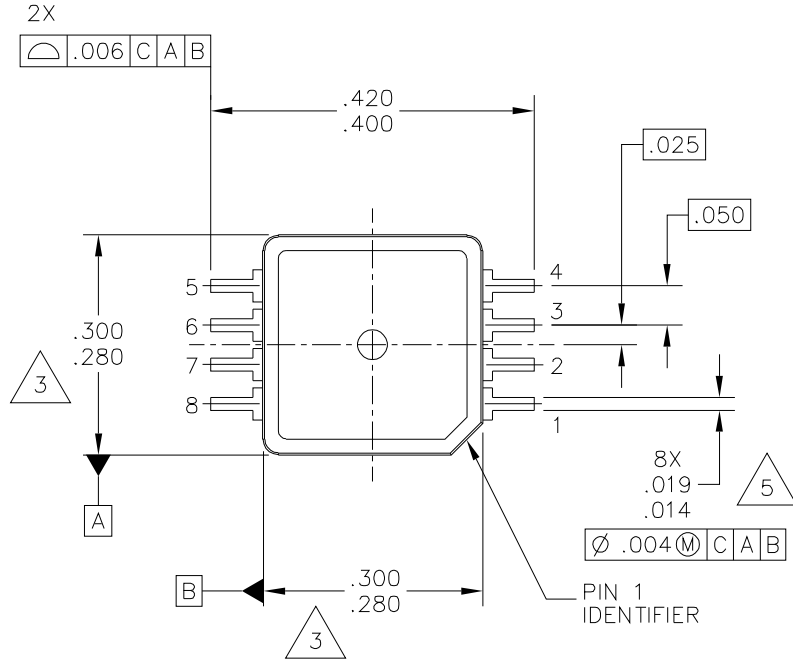 2X
⌓ .006 C A B
.420
.400
.025
.050
5
4
6
3
.300
.280
3
7
2
8
1
8X
.019
.014
5
A
⌀ .004 Ⓜ C A B
B
.300
.280
3
PIN 1
IDENTIFIER